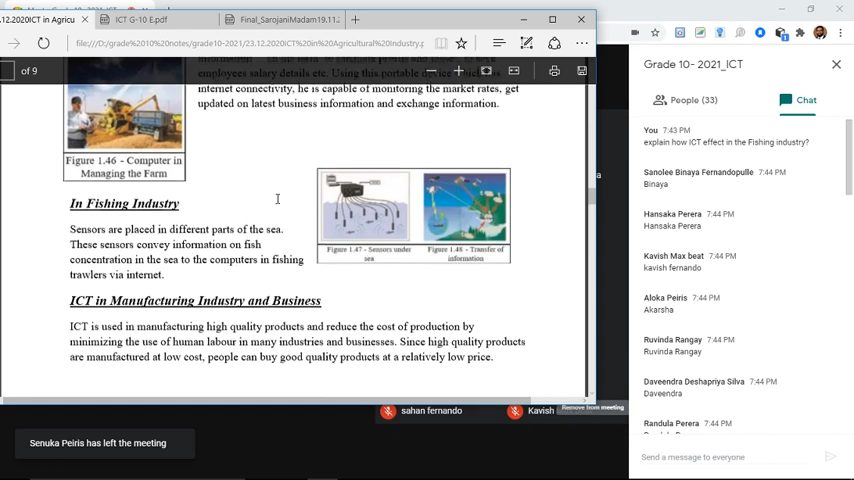 12.2020ICT in Agricu
ICT G-10 E.pdf
Final_SarojaniMadam19.11.2
file:///D:/grade%2010%20notes/grade10-2021/23.12.2020ICT%20in%20Agricultural%20Industry.p
of 9
employees salary details etc. Using this portable device which has
internet connectivity, he is capable of monitoring the market rates, get
updated on latest business information and exchange information.
Figure 1.46 - Computer in
Managing the Farm
In Fishing Industry
Sensors are placed in different parts of the sea.
These sensors convey information on fish
concentration in the sea to the computers in fishing
trawlers via internet.
Figure 1.47 - Sensors under
sea
Figure 1.48 - Transfer of
information
ICT in Manufacturing Industry and Business
ICT is used in manufacturing high quality products and reduce the cost of production by
minimizing the use of human labour in many industries and businesses. Since high quality products
are manufactured at low cost, people can buy good quality products at a relatively low price.
sahan fernando
Kavish
Remove from meeting
Senuka Peiris has left the meeting
Grade 10- 2021_ICT
People (33)
Chat
You 7:43 PM
explain how ICT effect in the Fishing industry?
Sanolee Binaya Fernandopulle 7:44 PM
Binaya
Hansaka Perera 7:44 PM
Hansaka Perera
Kavish Max beat 7:44 PM
kavish fernando
Aloka Peiris 7:44 PM
Akarsha
Ruvinda Rangay 7:44 PM
Ruvinda Rangay
Daveendra Deshapriya Silva 7:44 PM
Daveendra
Randula Perera 7:44 PM
Send a message to everyone